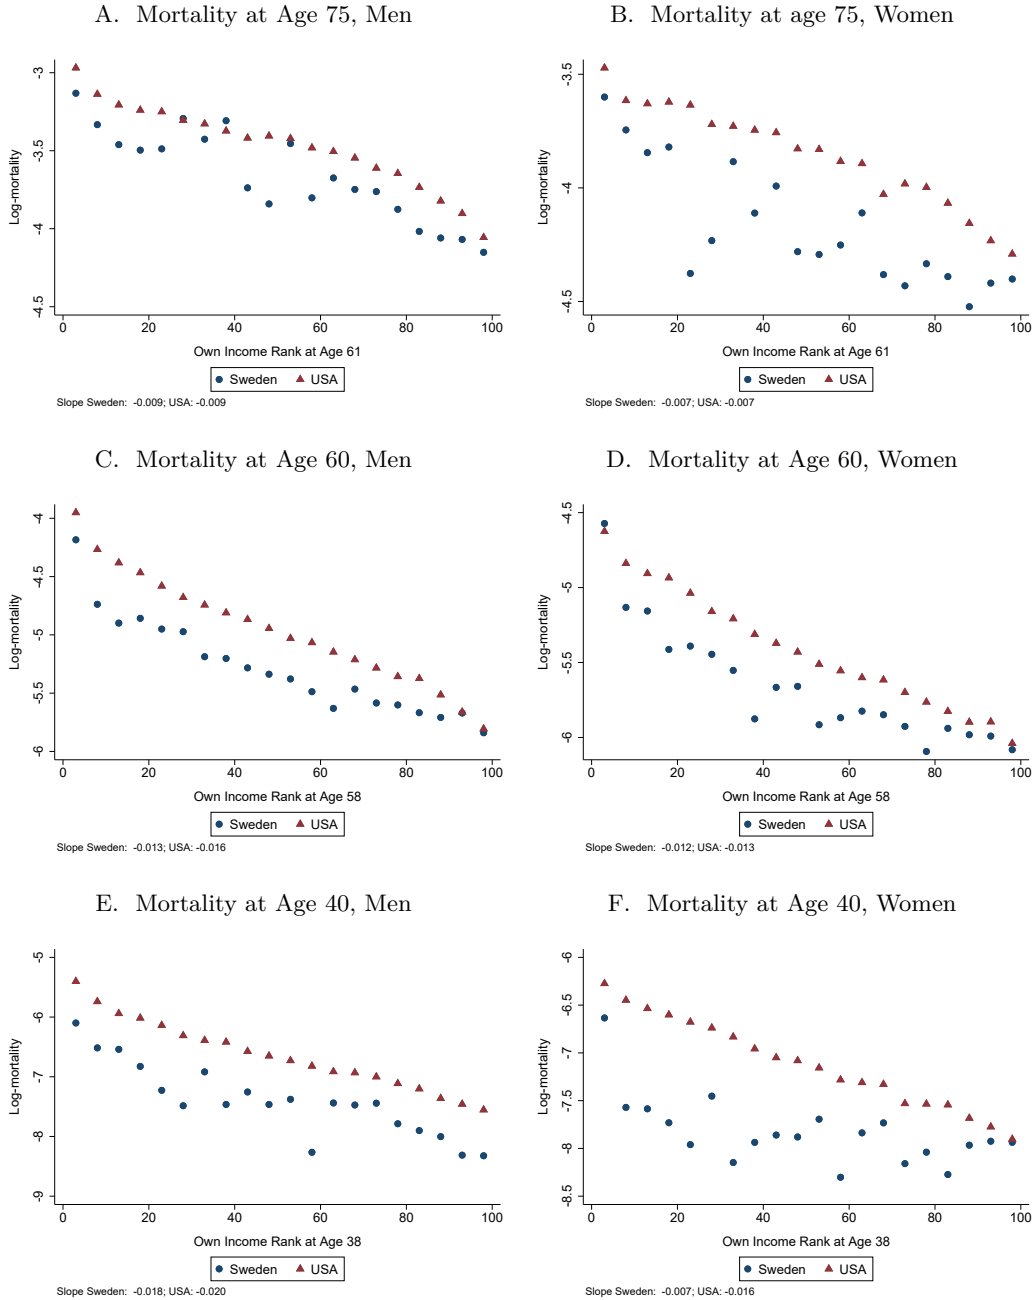 A. Mortality at Age 75, Men
-3
-3.5
-4
-4.5
Log-mortality
0 20 40 60 80 100
Own Income Rank at Age 61
Sweden USA
Slope Sweden: -0.009; USA: -0.009
B. Mortality at age 75, Women
-3.5
-4
-4.5
Log-mortality
0 20 40 60 80 100
Own Income Rank at Age 61
Sweden USA
Slope Sweden: -0.007; USA: -0.007
C. Mortality at Age 60, Men
-4
-4.5
-5
-5.5
-6
Log-mortality
0 20 40 60 80 100
Own Income Rank at Age 58
Sweden USA
Slope Sweden: -0.013; USA: -0.016
D. Mortality at Age 60, Women
-4.5
-5
-5.5
-6
Log-mortality
0 20 40 60 80 100
Own Income Rank at Age 58
Sweden USA
Slope Sweden: -0.012; USA: -0.013
E. Mortality at Age 40, Men
-5
-6
-7
-8
-9
Log-mortality
0 20 40 60 80 100
Own Income Rank at Age 38
Sweden USA
Slope Sweden: -0.018; USA: -0.020
F. Mortality at Age 40, Women
-6
-6.5
-7
-7.5
-8
-8.5
Log-mortality
0 20 40 60 80 100
Own Income Rank at Age 38
Sweden USA
Slope Sweden: -0.007; USA: -0.016